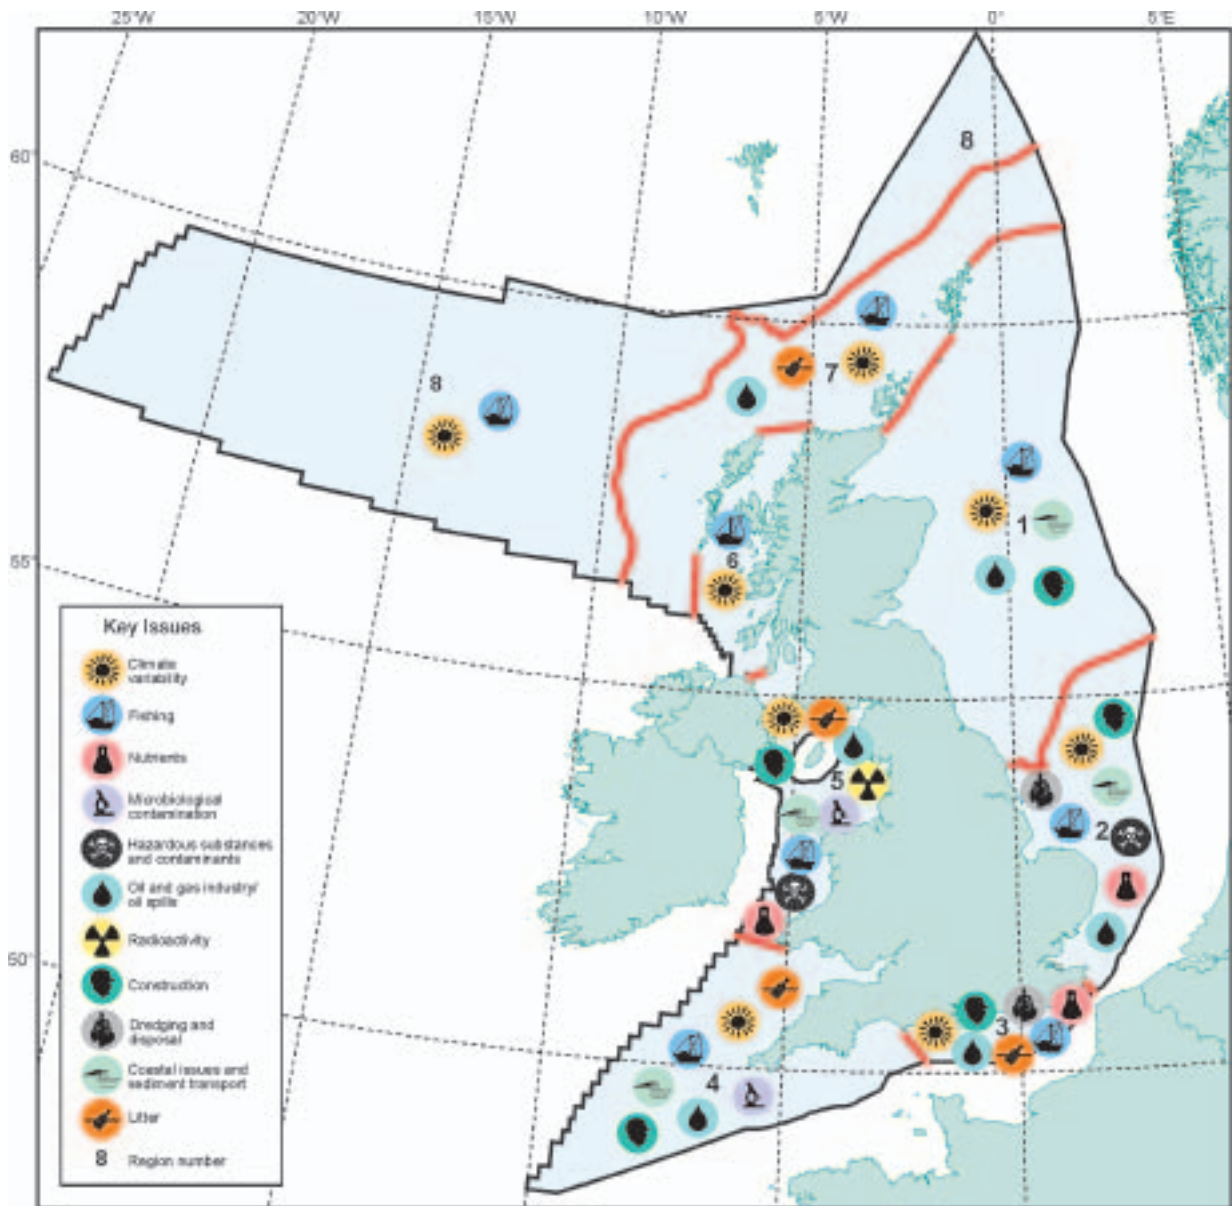 25°W 20°W 15°W 10°W 5°W 0° 5°E
60°
55°
50°
8
8
7
6
1
5
2
3
4
Key Issues
Climate
variability
Fishing
Nutrients
Microbiological
contamination
Hazardous substances
and contaminants
Oil and gas industry/
oil spills
Radioactivity
Construction
Dredging and
disposal
Coastal issues and
sediment transport
Litter
8 Region number